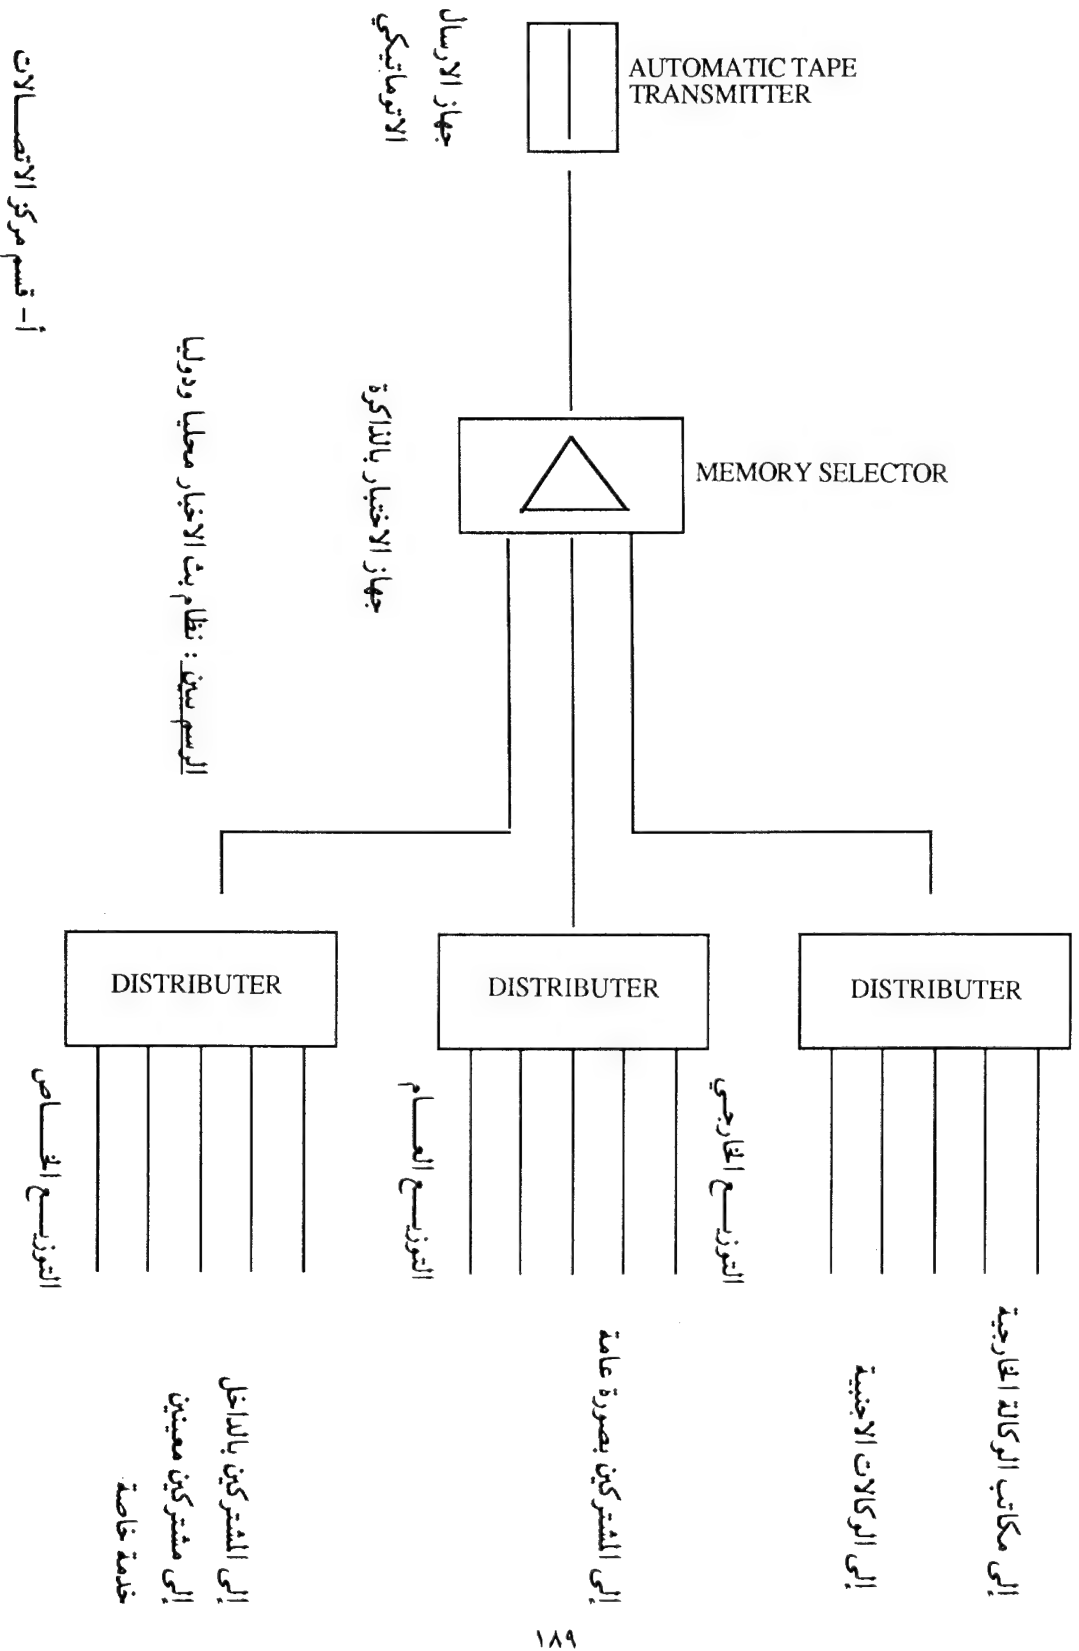 أ- قسم مركز الاتصالات
الرسم يبين : نظام بث الاخبار محليا ودوليا
جهاز الارسال
الاتوماتيكي
AUTOMATIC TAPE
TRANSMITTER
جهاز الاختبار بالذاكرة
MEMORY SELECTOR
DISTRIBUTER
DISTRIBUTER
DISTRIBUTER
التوزيع الخاص
التوزيع العام
التوزيع الخارجي
إلى المشتركين بالداخل
إلى مشتركين معينين
خدمة خاصة
إلى المشتركين بصورة عامة
إلى مكاتب الوكالة الخارجية
إلى الوكالات الاجنبية
١٨٩